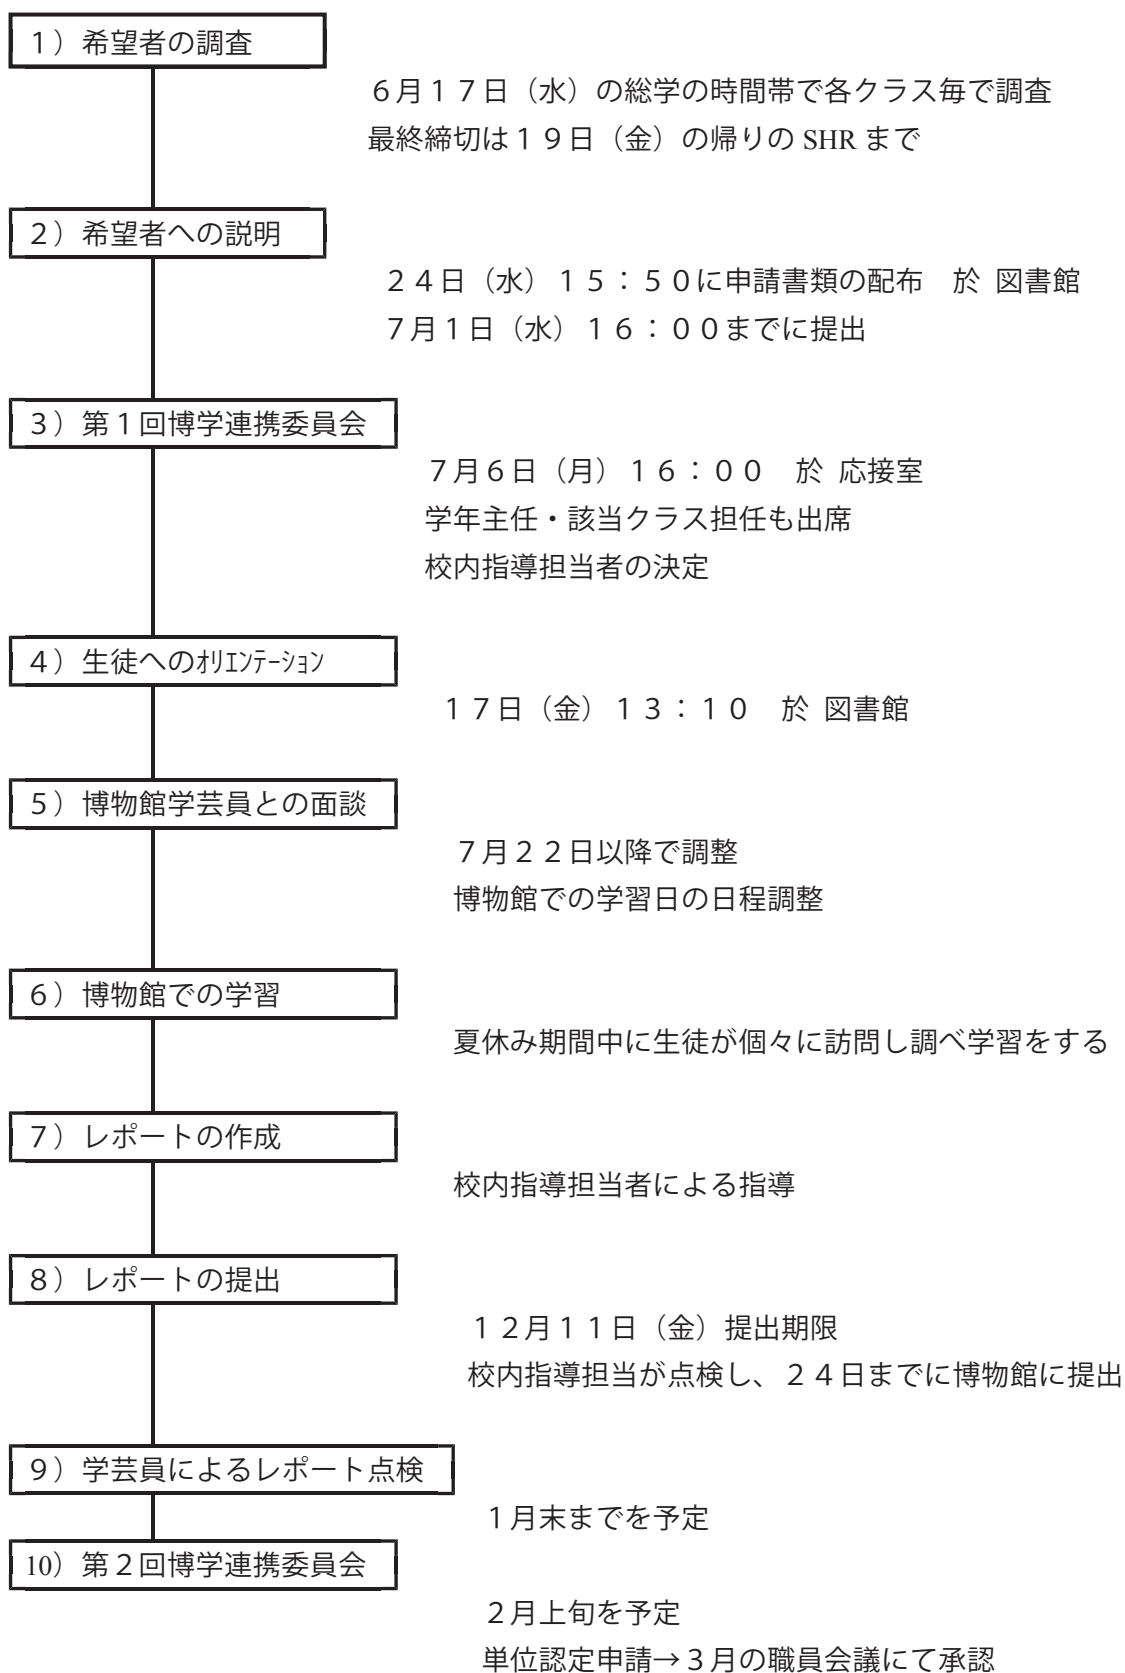 １）希望者の調査
６月１７日（水）の総学の時間帯で各クラス毎で調査
最終締切は１９日（金）の帰りの SHR まで
２）希望者への説明
２４日（水）１５：５０に申請書類の配布　於 図書館
７月１日（水）１６：００までに提出
３）第１回博学連携委員会
７月６日（月）１６：００　於 応接室
学年主任・該当クラス担任も出席
校内指導担当者の決定
４）生徒へのｵﾘｴﾝﾃｰｼｮﾝ
１７日（金）１３：１０　於 図書館
５）博物館学芸員との面談
７月２２日以降で調整
博物館での学習日の日程調整
６）博物館での学習
夏休み期間中に生徒が個々に訪問し調べ学習をする
７）レポートの作成
校内指導担当者による指導
８）レポートの提出
１２月１１日（金）提出期限
校内指導担当が点検し、２４日までに博物館に提出
９）学芸員によるレポート点検
１月末までを予定
10）第２回博学連携委員会
２月上旬を予定
単位認定申請→３月の職員会議にて承認